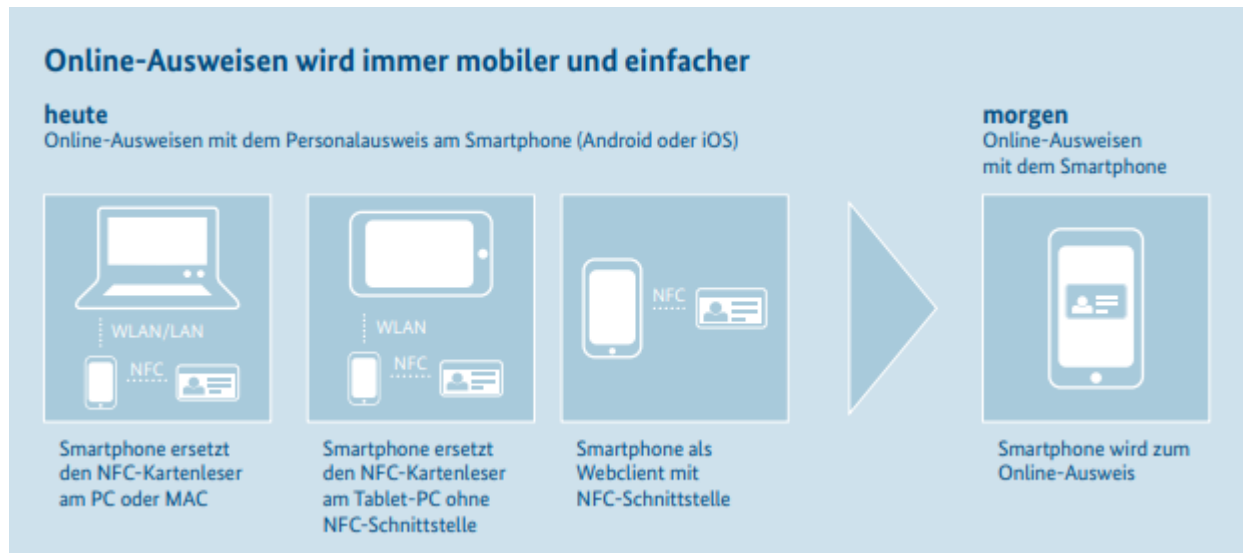 Online-Ausweisen wird immer mobiler und einfacher
heute
Online-Ausweisen mit dem Personalausweis am Smartphone (Android oder iOS)
WLAN/LAN
NFC
Smartphone ersetzt
den NFC-Kartenleser
am PC oder MAC
WLAN
NFC
Smartphone ersetzt
den NFC-Kartenleser
am Tablet-PC ohne
NFC-Schnittstelle
NFC
Smartphone als
Webclient mit
NFC-Schnittstelle
morgen
Online-Ausweisen
mit dem Smartphone
Smartphone wird zum
Online-Ausweis